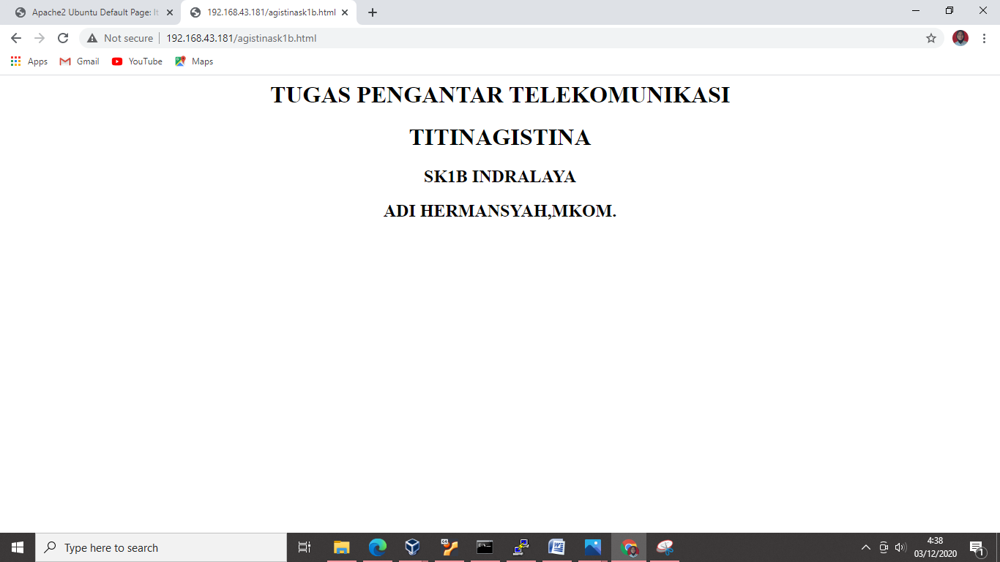 Apache2 Ubuntu Default Page: It
192.168.43.181/agistinask1b.html
Not secure
192.168.43.181/agistinask1b.html
Apps
Gmail
YouTube
Maps
TUGAS PENGANTAR TELEKOMUNIKASI
TITINAGISTINA
SK1B INDRALAYA
ADI HERMANSYAH,MKOM.
Type here to search
4:38
03/12/2020
1